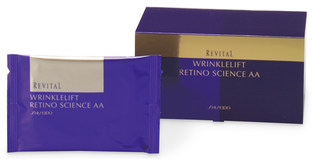 REVITAL
WRINKLELIFT
RETINO SCIENCE AA
SHISEIDO
REVITAL
WRINKLELIFT
RETINO SCIENCE AA
SHISEIDO